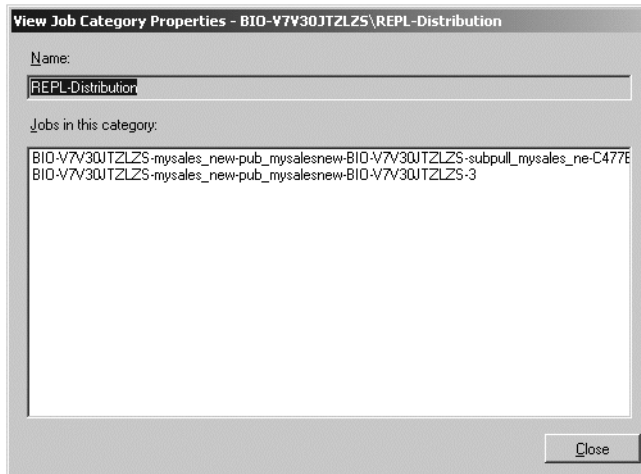 View Job Category Properties - BIO-V7V30JTZLZS\REPL-Distribution
Name:
REPL-Distribution
Jobs in this category:
BIO-V7V30JTZLZS-mysales_new-pub_mysalesnew-BIO-V7V30JTZLZS-subpull_mysales_ne-C477E
BIO-V7V30JTZLZS-mysales_new-pub_mysalesnew-BIO-V7V30JTZLZS-3
Close